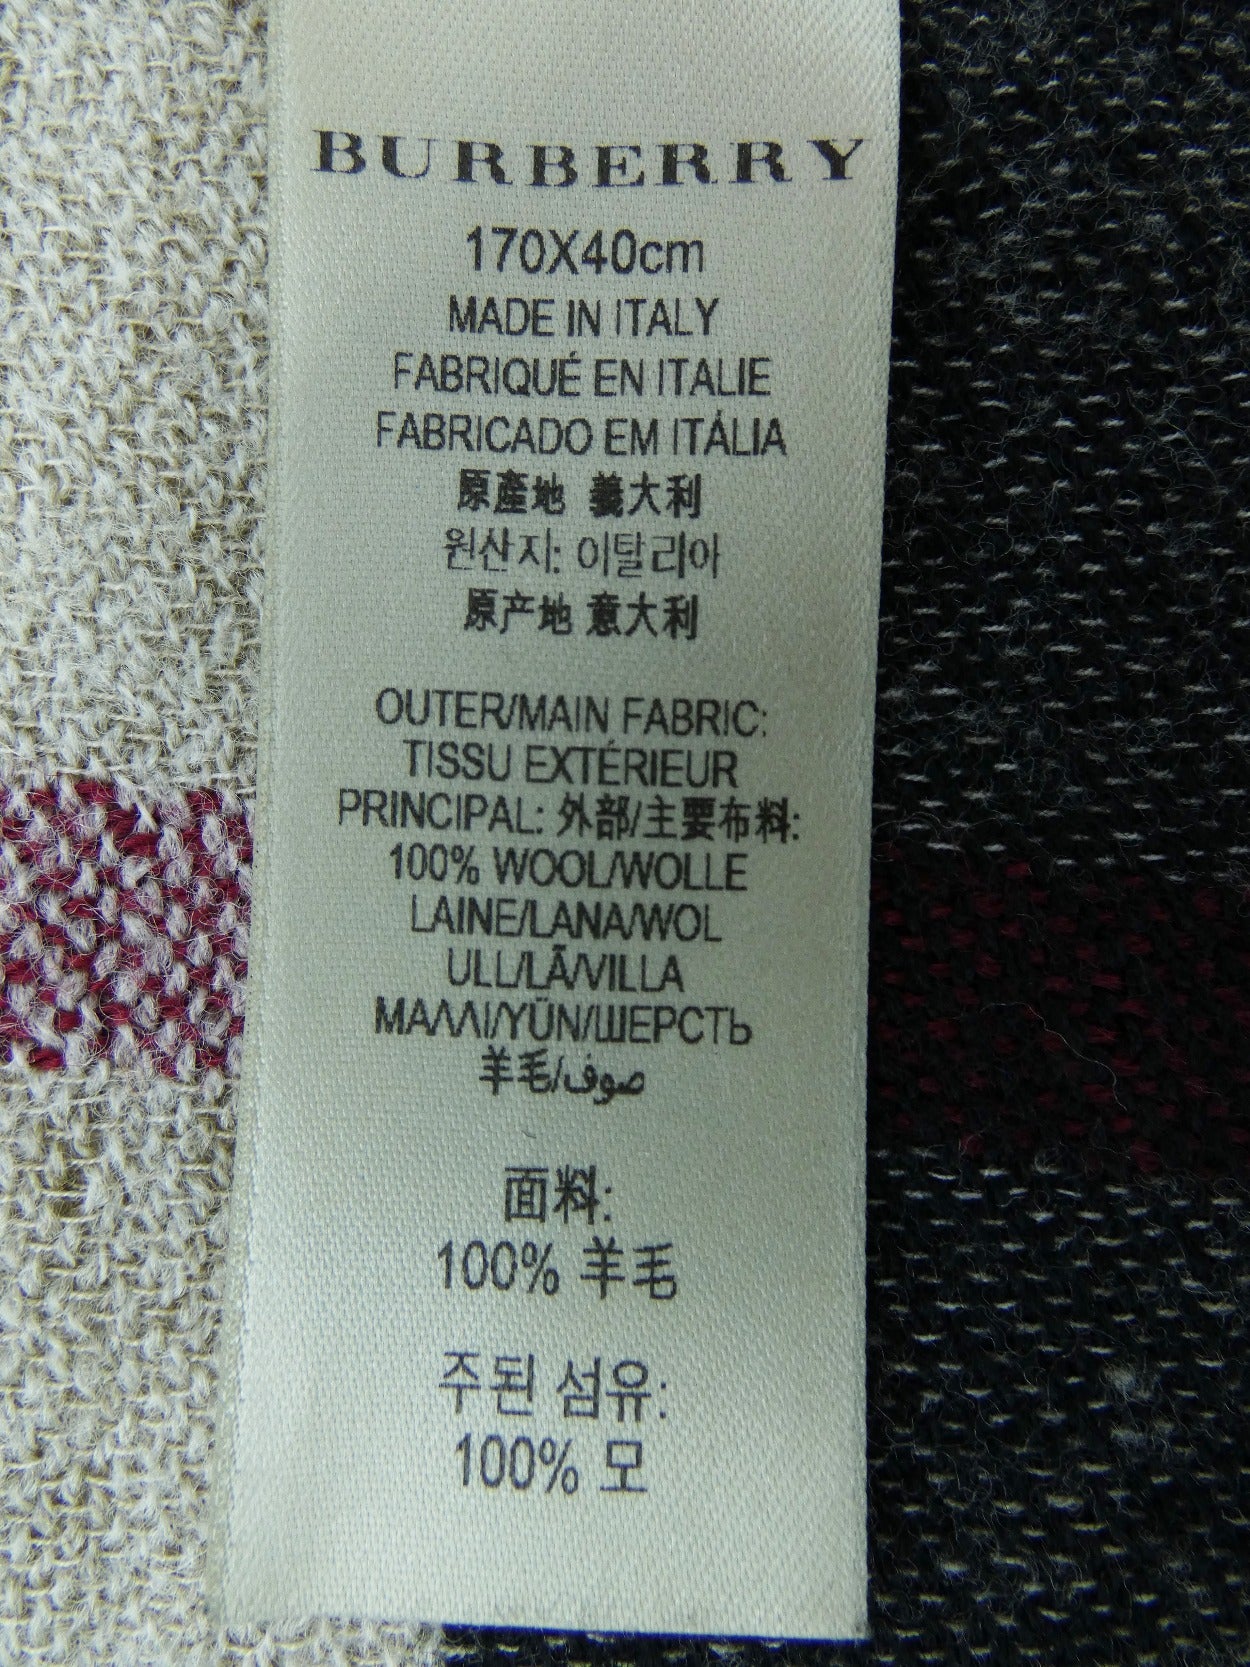 BURBERRY
170X40cm
MADE IN ITALY
FABRIQUÉ EN ITALIE
FABRICADO EM ITÁLIA
原產地 義大利
원산지: 이탈리아
原产地 意大利
OUTER/MAIN FABRIC:
TISSU EXTÉRIEUR
PRINCIPAL: 外部/主要布料:
100% WOOL/WOLLE
LAINE/LANA/WOL
ULL/LÃ/VILLA
ΜΑΛΛΙ/YÜN/ШЕРСТЬ
羊毛/صوف
面料:
100% 羊毛
주된 섬유:
100% 모